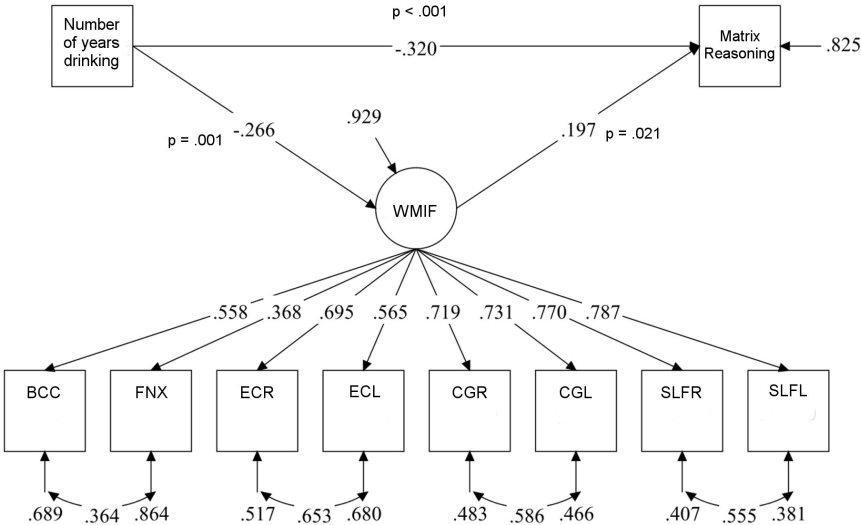 p < .001
Number
of years
drinking
-.320
Matrix
Reasoning
.825
p = .001
-.266
.929
.197
p = .021
WMIF
.558 .368 .695 .565 .719 .731 .770 .787
BCC FNX ECR ECL CGR CGL SLFR SLFL
.689 .364 .864 .517 .653 .680 .483 .586 .466 .407 .555 .381